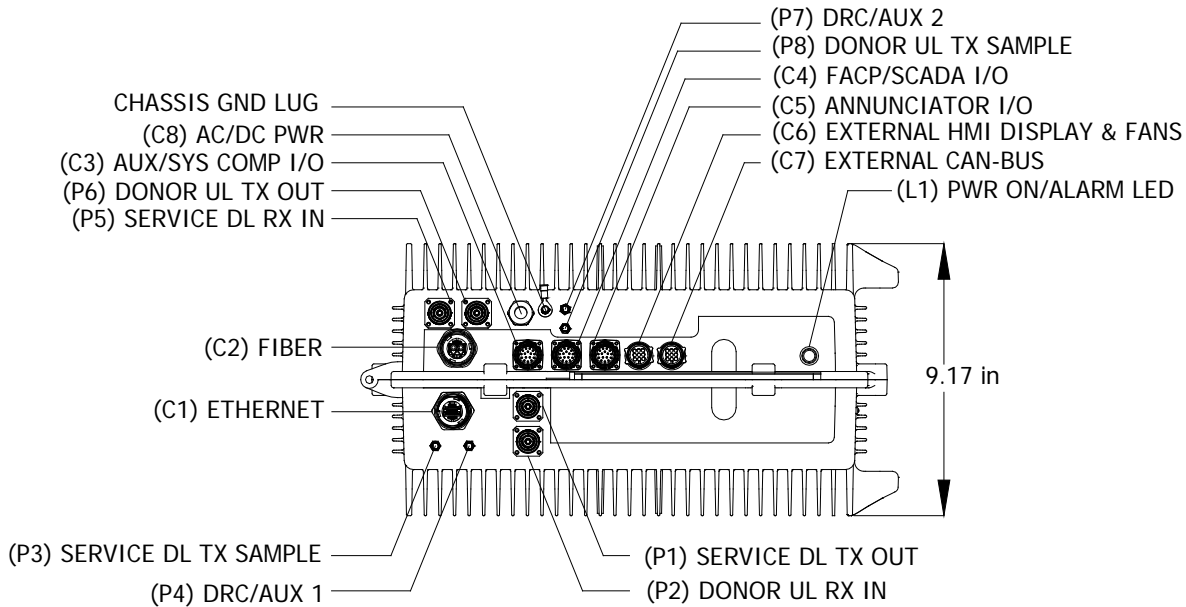 (P7) DRC/AUX 2
(P8) DONOR UL TX SAMPLE
(C4) FACP/SCADA I/O
(C5) ANNUNCIATOR I/O
(C6) EXTERNAL HMI DISPLAY & FANS
(C7) EXTERNAL CAN-BUS
(L1) PWR ON/ALARM LED
CHASSIS GND LUG
(C8) AC/DC PWR
(C3) AUX/SYS COMP I/O
(P6) DONOR UL TX OUT
(P5) SERVICE DL RX IN
(C2) FIBER
(C1) ETHERNET
9.17 in
(P3) SERVICE DL TX SAMPLE
(P4) DRC/AUX 1
(P1) SERVICE DL TX OUT
(P2) DONOR UL RX IN